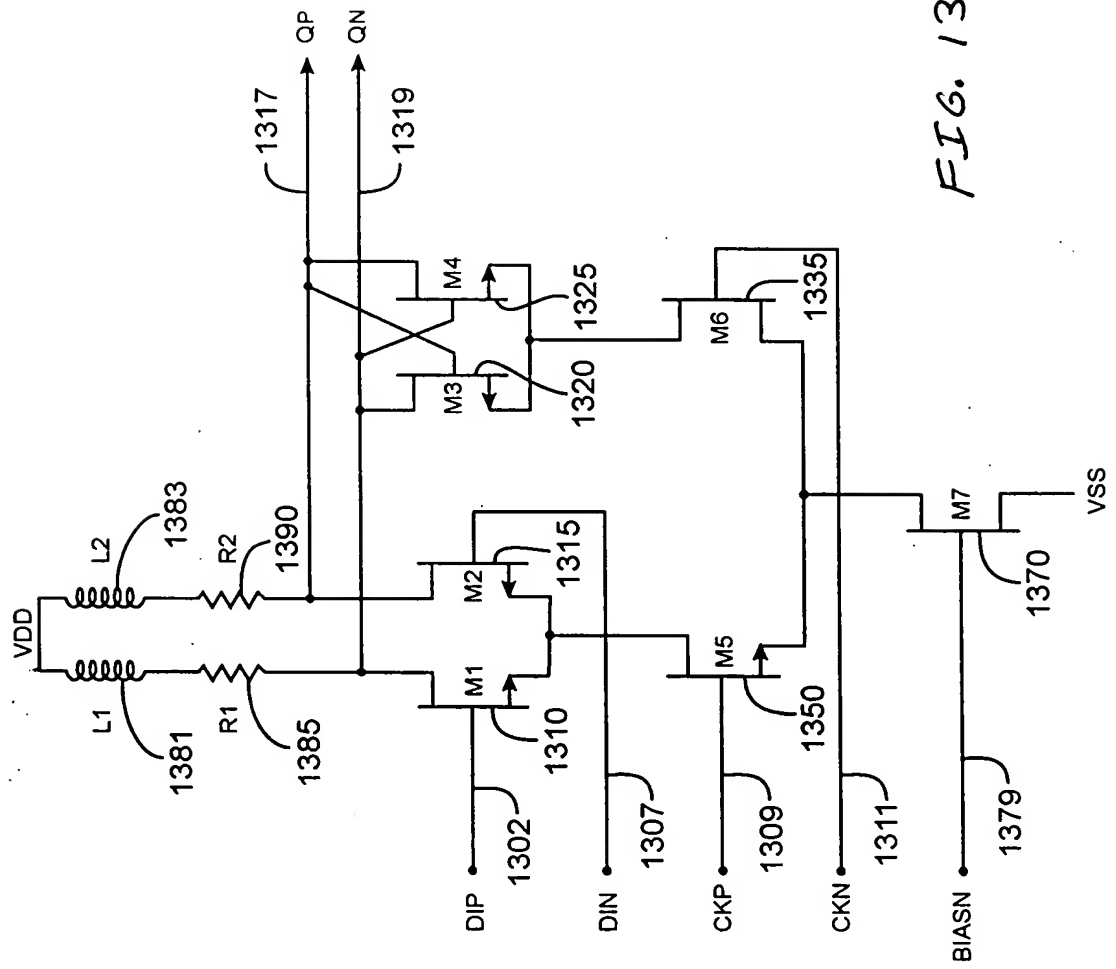 VDD
L1
L2
1381
1383
R1
R2
1385
1390
QP
QN
1317
1319
DIP
1302
M1
1310
M2
1315
M3
1320
M4
1325
DIN
1307
CKP
1309
M5
1350
M6
1335
CKN
1311
BIASN
1379
M7
1370
VSS
FIG. 13